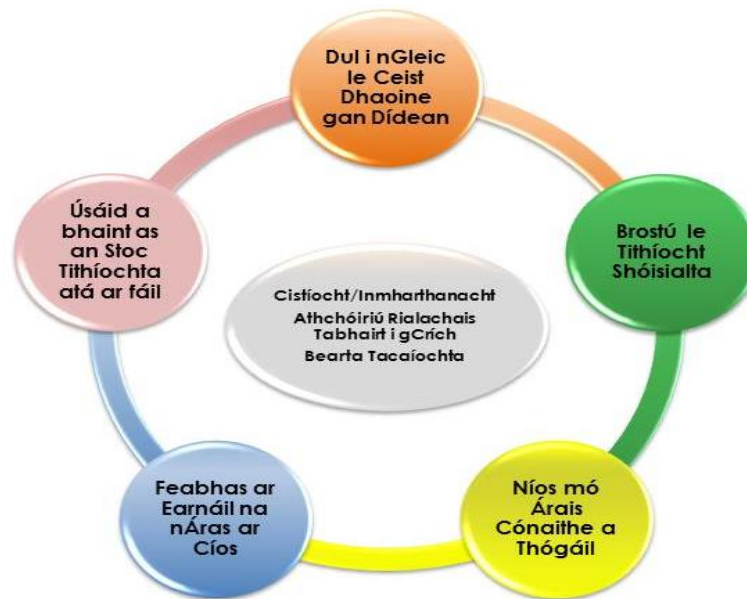 Dul i nGleic
le Ceist
Dhaoine
gan Dídean
Brostú le
Tithíocht
Shóisialta
Níos mó
Árais
Cónaithe a
Thógáil
Feabhas ar
Earnáil na
nÁras ar
Cíos
Úsáid a
bhaint as
an Stoc
Tithíochta
atá ar fáil
Cistíocht/Inmharthanacht
Athchóiriú Rialachais
Tabhairt i gCrích
Bearta Tacaíochta